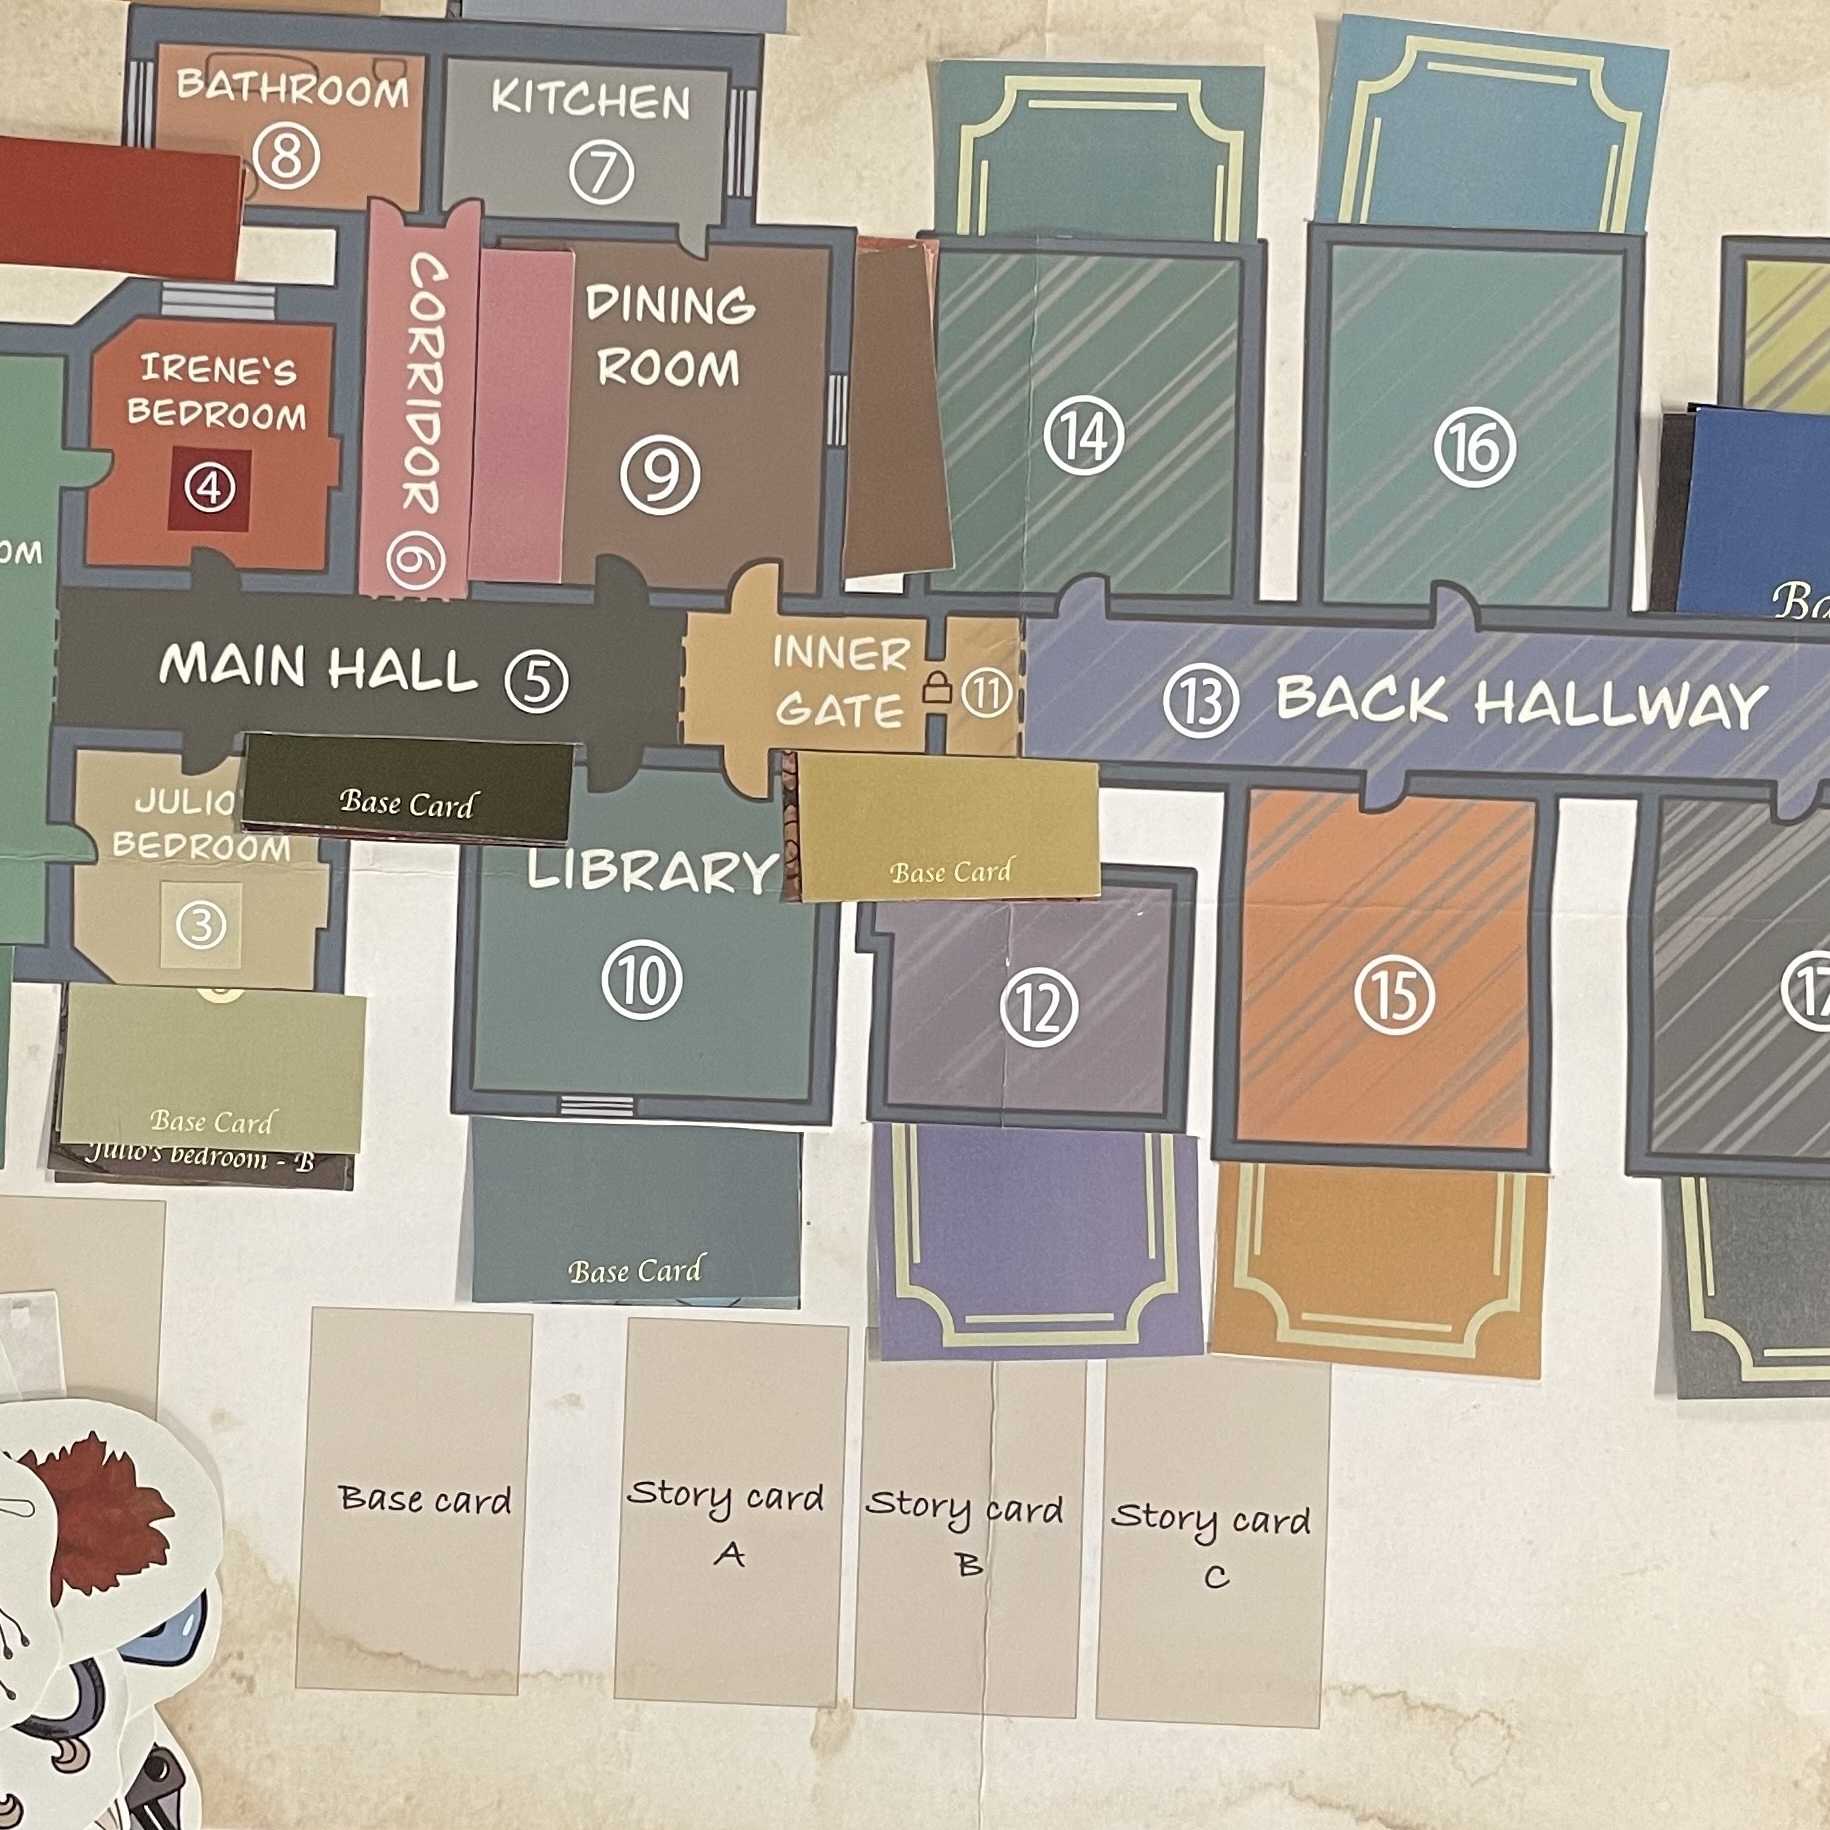 BATHROOM
8
KITCHEN
7
CORRIDOR 6
DINING
ROOM
9
IRENE'S
BEDROOM
4
14
16
MAIN HALL 5
INNER
GATE
11
13 BACK HALLWAY
Base Card
JULIO
BEDROOM
3
LIBRARY
10
Base Card
12
15
17
Base Card
Julio's bedroom - B
Base Card
Base card
Story card
A
Story card
B
Story card
C